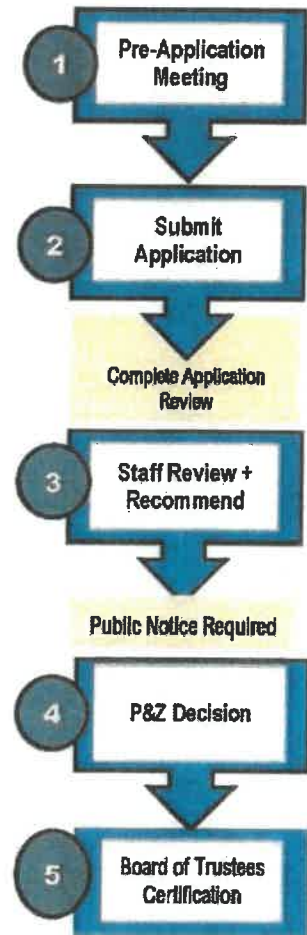 1
Pre-Application
Meeting
2
Submit
Application
Complete Application
Review
3
Staff Review +
Recommend
Public Notice Required
4
P&Z Decision
5
Board of Trustees
Certification